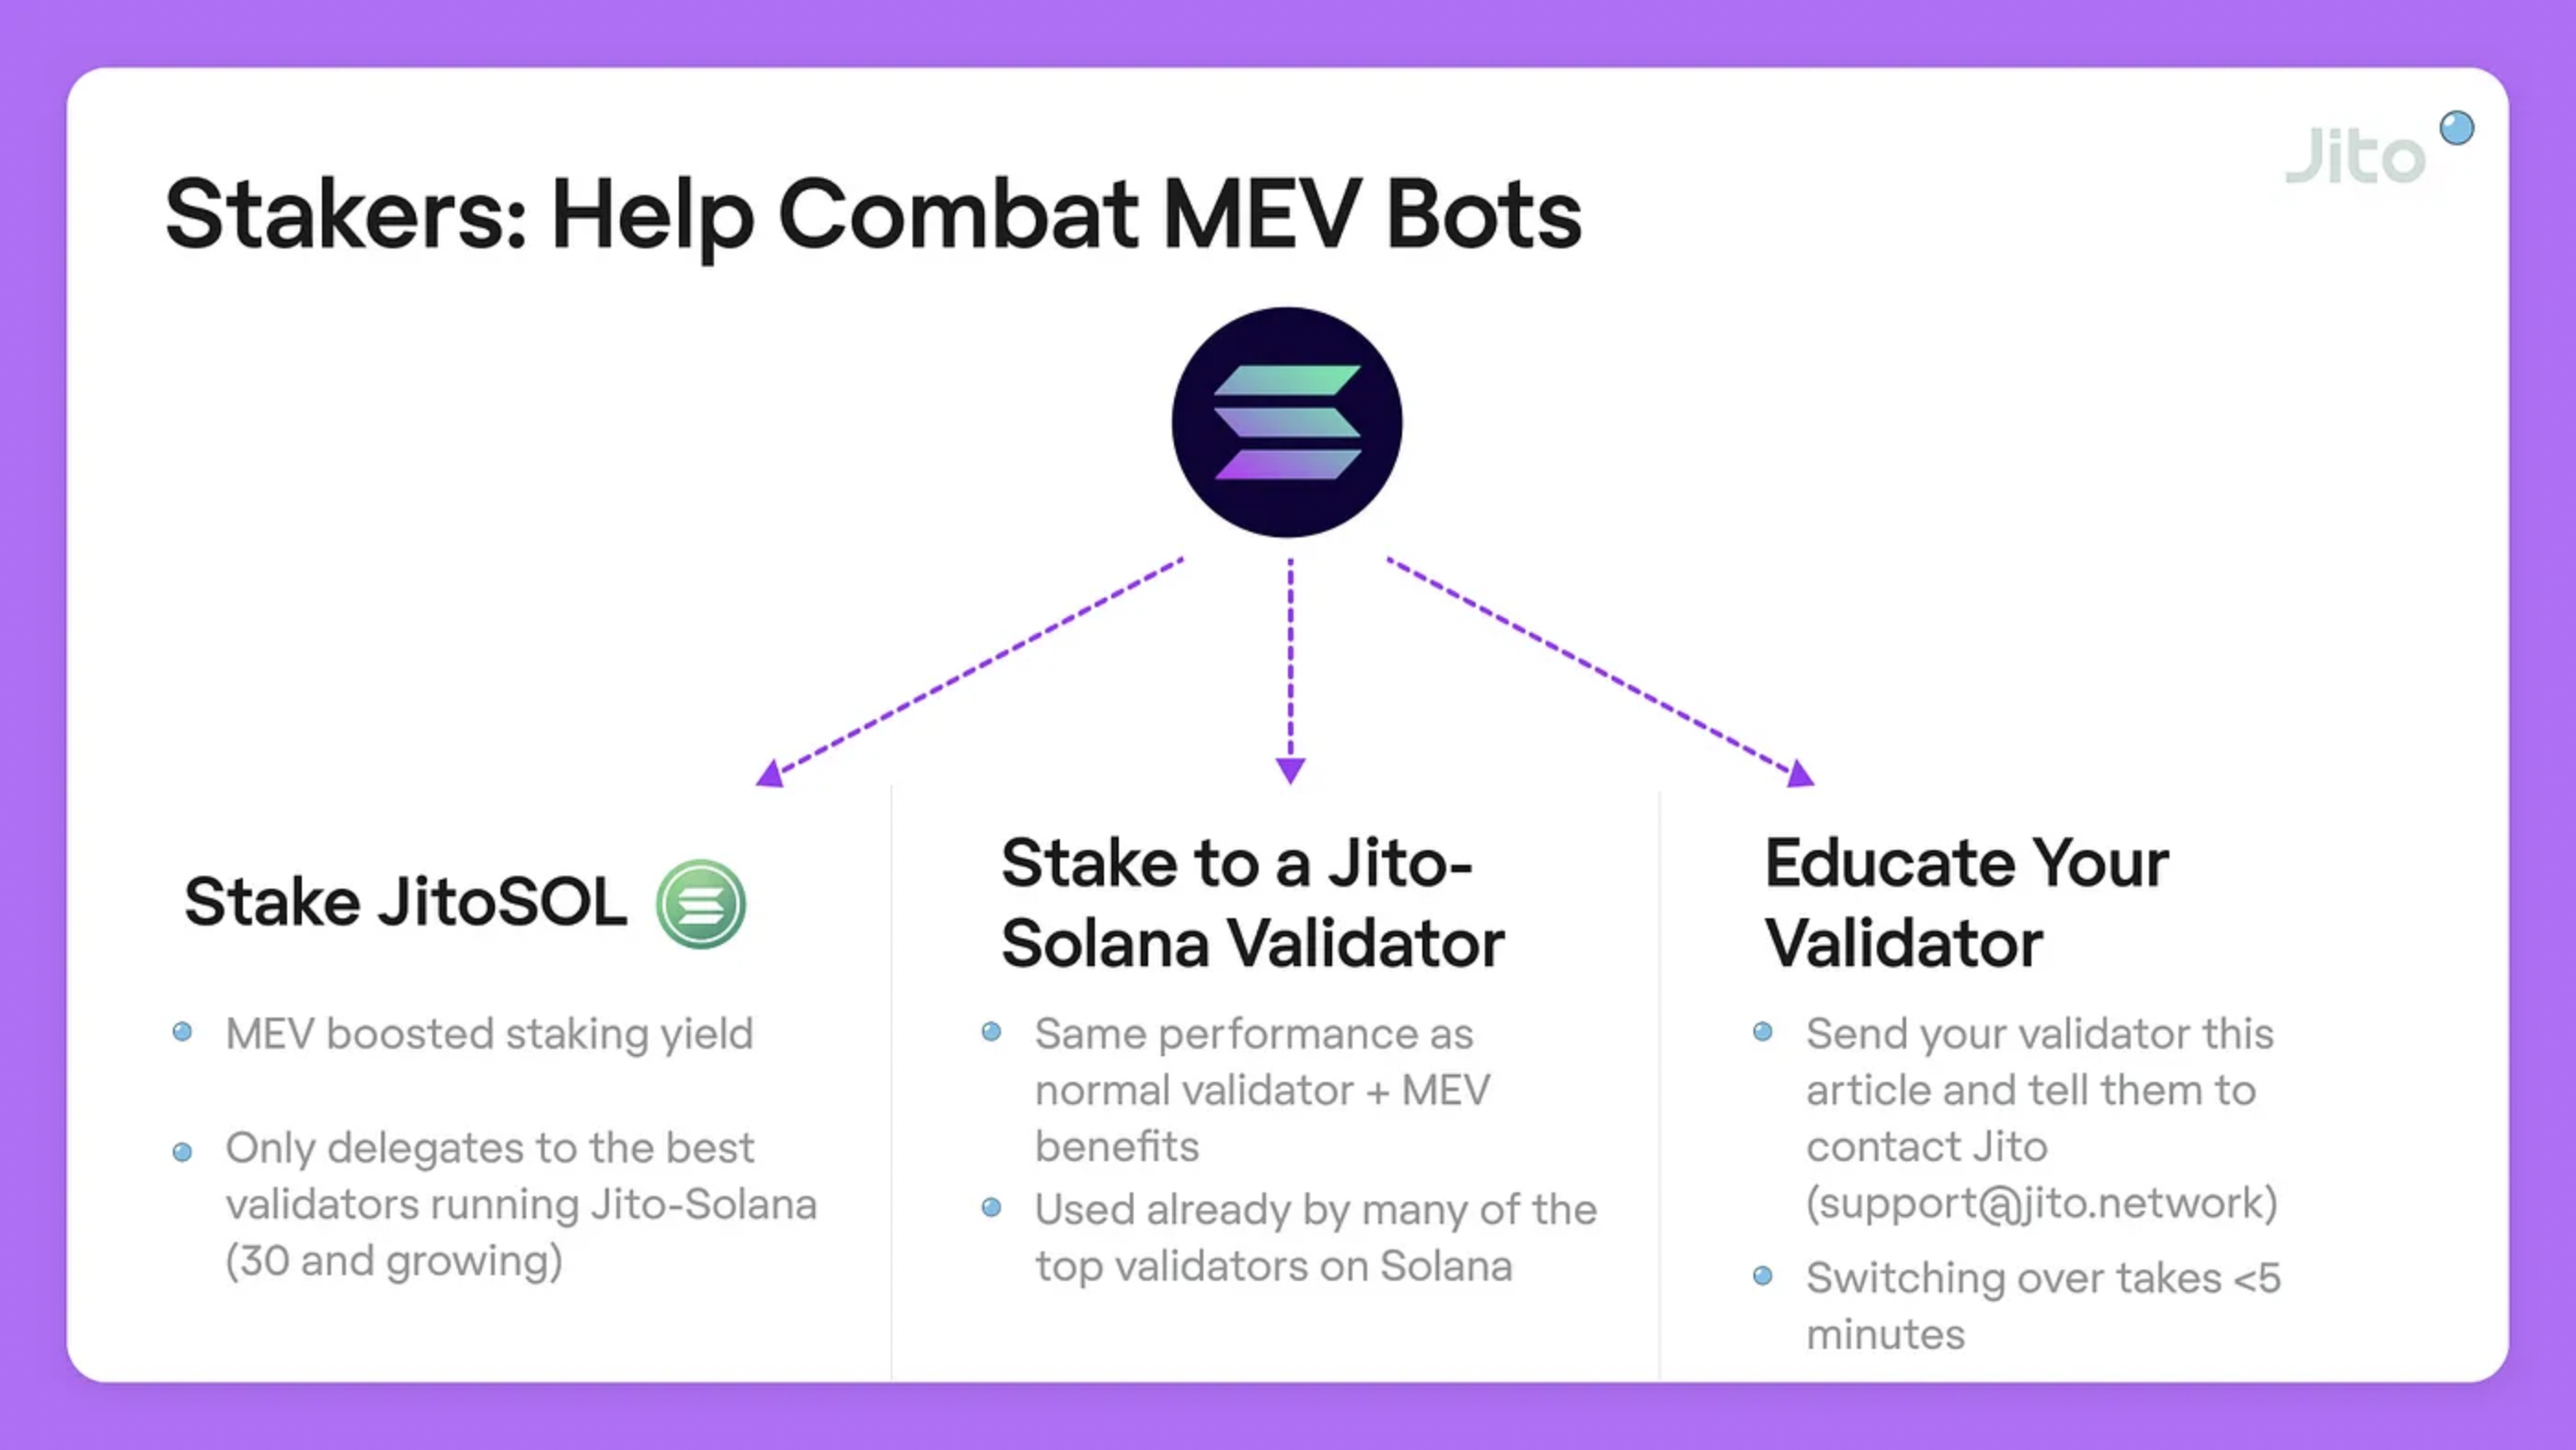 Jito
Stakers: Help Combat MEV Bots
Stake JitoSOL
MEV boosted staking yield
Only delegates to the best
validators running Jito-Solana
(30 and growing)
Stake to a Jito-
Solana Validator
Same performance as
normal validator + MEV
benefits
Used already by many of the
top validators on Solana
Educate Your
Validator
Send your validator this
article and tell them to
contact Jito
(support@jito.network)
Switching over takes <5
minutes